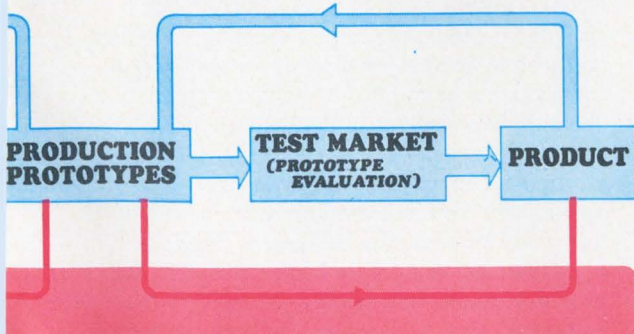 PRODUCTION
PROTOTYPES
TEST MARKET
(PROTOTYPE
EVALUATION)
PRODUCT